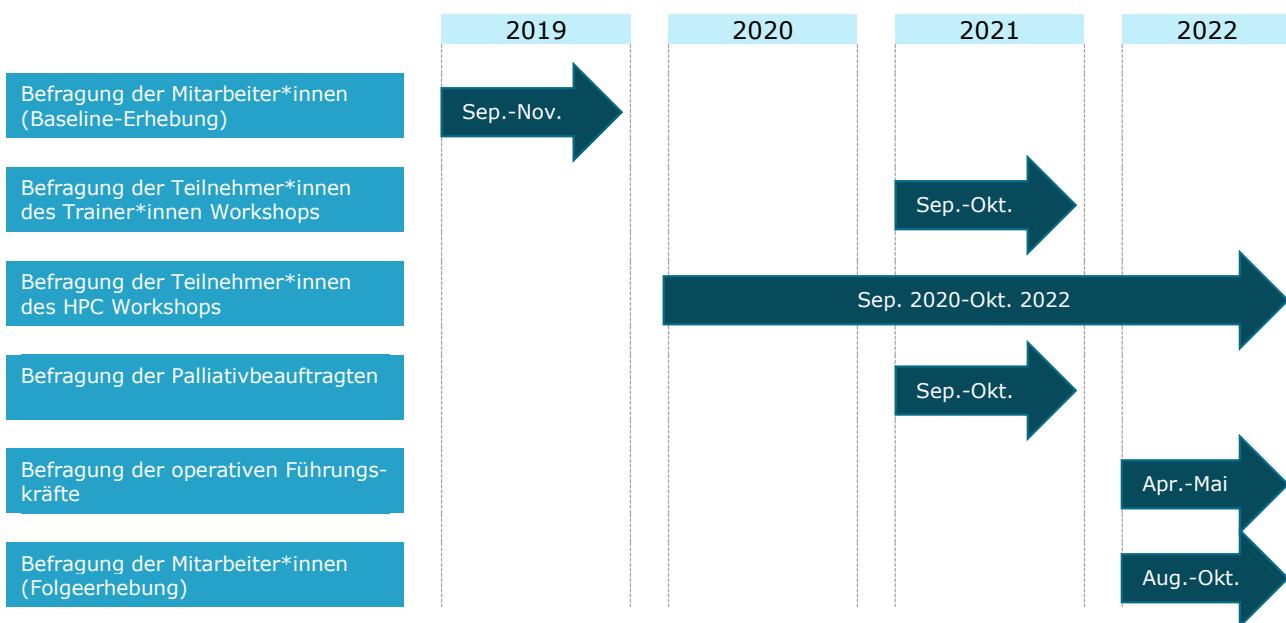 2019 2020 2021 2022
Befragung der Mitarbeiter*innen
(Baseline-Erhebung)
Sep.-Nov.
Befragung der Teilnehmer*innen
des Trainer*innen Workshops
Sep.-Okt.
Befragung der Teilnehmer*innen
des HPC Workshops
Sep. 2020-Okt. 2022
Befragung der Palliativbeauftragten
Sep.-Okt.
Befragung der operativen Führungs-
kräfte
Apr.-Mai
Befragung der Mitarbeiter*innen
(Folgeerhebung)
Aug.-Okt.